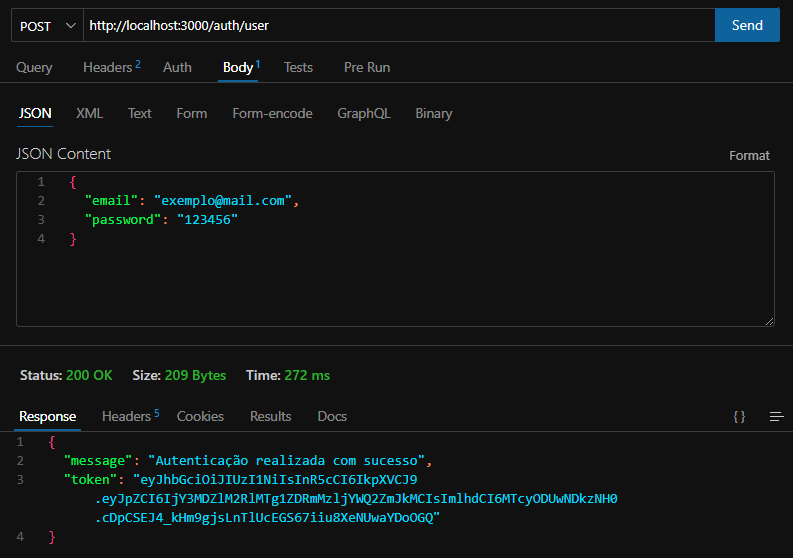 POST http://localhost:3000/auth/user Send
Query Headers 2 Auth Body 1 Tests Pre Run
JSON XML Text Form Form-encode GraphQL Binary
JSON Content Format
1 {
2 "email": "exemplo@mail.com",
3 "password": "123456"
4 }
Status: 200 OK Size: 209 Bytes Time: 272 ms
Response Headers 5 Cookies Results Docs { }
1 {
2 "message": "Autenticação realizada com sucesso",
3 "token": "eyJhbGciOiJIUzI1NiIsInR5cCI6IkpXVCJ9
.eyJpZCI6IjY3MDZlM2RlMTg1ZDRmMzljYWQ2ZmJkMCIsImlhdCI6MTcyODUwNDkzNH0
.cDpCSEJ4_kHm9gjsLnTlUcEGS67iiu8XeNUwaYDoOGQ"
4 }